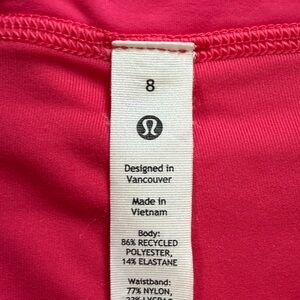 8
Designed in
Vancouver
Made in
Vietnam
Body:
86% RECYCLED
POLYESTER,
14% ELASTANE
Waistband:
77% NYLON,